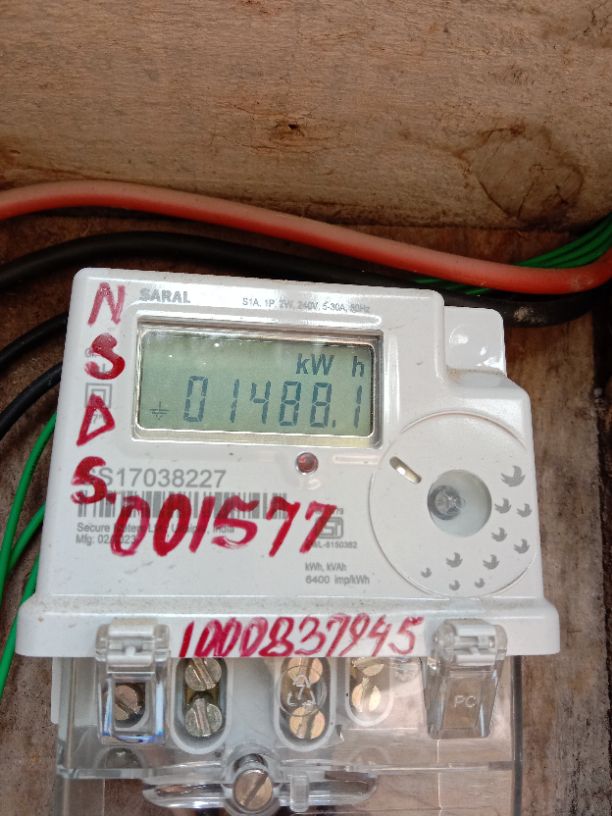 SARAL
S1A, 1P, 2W, 240V, 5-30A, 50Hz
N
S
D
S
kW h
01488.1
S17038227
001577
Mfg: 02/
kWh, kVAh
6400 imp/kWh
1000837945
PC